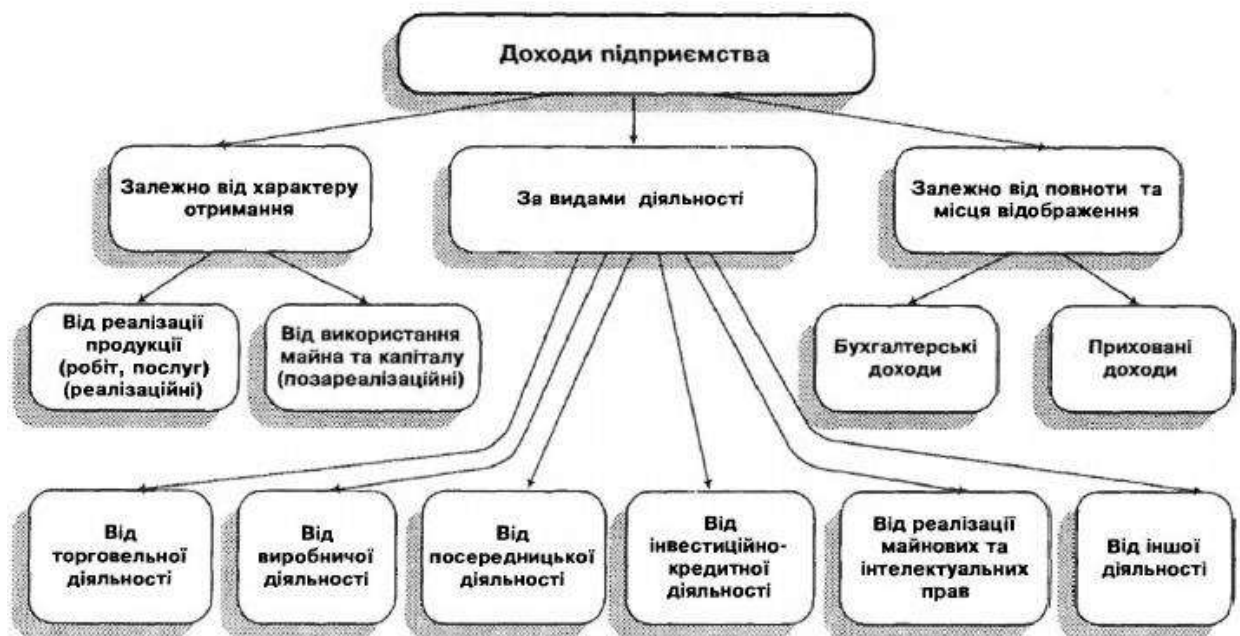 Доходи підприємства
Залежно від характеру
отримання
За видами діяльності
Залежно від повноти та
місця відображення
Від реалізації
продукції
(робіт, послуг)
(реалізаційні)
Від використання
майна та капіталу
(позареалізаційні)
Бухгалтерські
доходи
Приховані
доходи
Від
торговельної
діяльності
Від
виробничої
діяльності
Від
посередницької
діяльності
Від
інвестиційно-
кредитної
діяльності
Від реалізації
майнових та
інтелектуальних
прав
Від іншої
діяльності